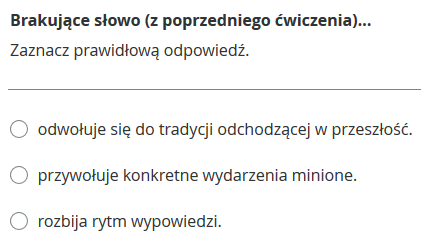 Brakujące słowo (z poprzedniego ćwiczenia)...
Zaznacz prawidłową odpowiedź.
odwołuje się do tradycji odchodzącej w przeszłość.
przywołuje konkretne wydarzenia minione.
rozbija rytm wypowiedzi.